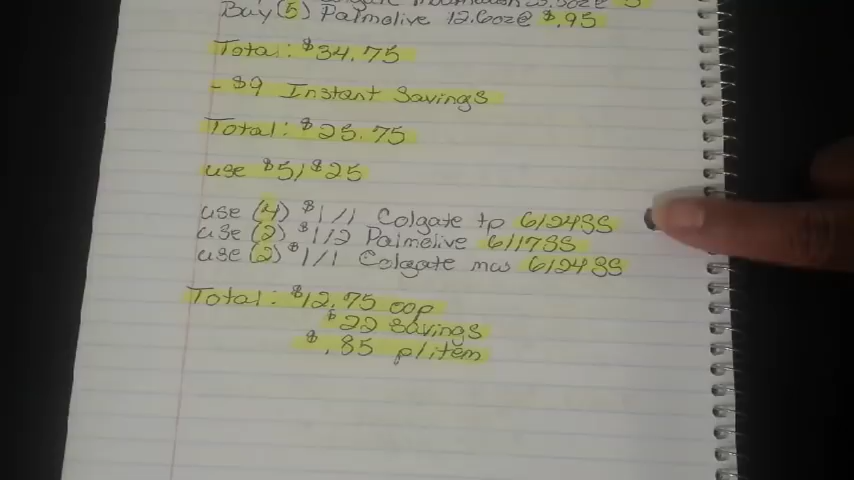 Buy (5) Palmolive 12.6oz@ $.95
Total: $34.75
- $9 Instant Savings
Total: $25.75
use $5/$25
use (4) $1/1 Colgate tp 6/24SS
use (2) $1/2 Palmolive 6/17SS
use (2) $1/1 Colgate mw 6/24SS
Total: $12.75 oop
$22 savings
$.85 p/item